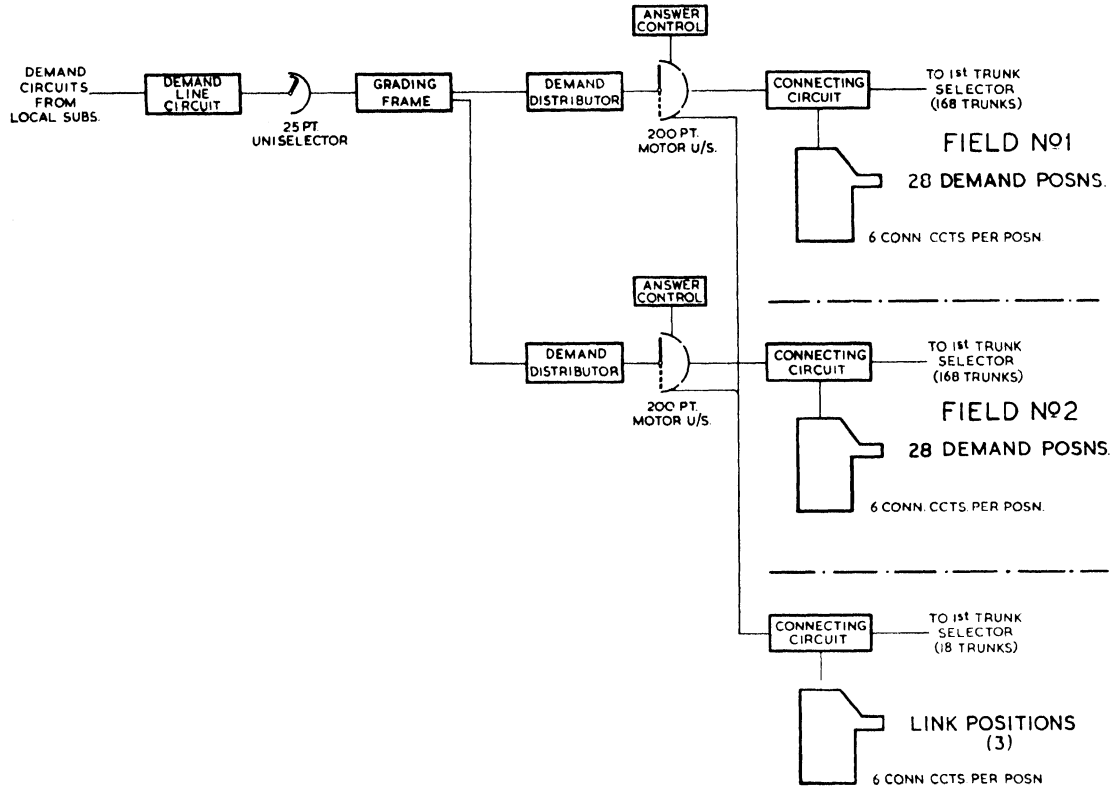 DEMAND
CIRCUITS
FROM
LOCAL SUBS.
DEMAND
LINE
CIRCUIT
25 PT.
UNISELECTOR
GRADING
FRAME
DEMAND
DISTRIBUTOR
ANSWER
CONTROL
200 PT.
MOTOR U/S.
CONNECTING
CIRCUIT
TO 1st TRUNK
SELECTOR
(168 TRUNKS)
FIELD №1
28 DEMAND POSNS.
6 CONN CCTS PER POSN.
ANSWER
CONTROL
DEMAND
DISTRIBUTOR
200 PT.
MOTOR U/S.
CONNECTING
CIRCUIT
TO 1st TRUNK
SELECTOR
(168 TRUNKS)
FIELD №2
28 DEMAND POSNS.
6 CONN. CCTS. PER POSN.
CONNECTING
CIRCUIT
TO 1st TRUNK
SELECTOR
(18 TRUNKS)
LINK POSITIONS
(3)
6 CONN CCTS PER POSN